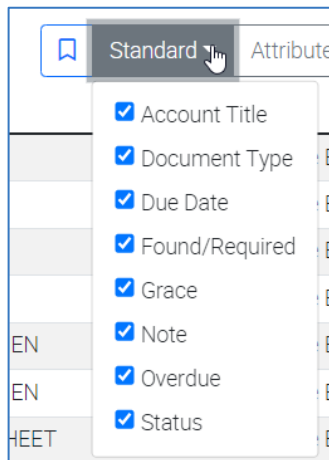 Standard
Attribute
Account Title
Document Type
Due Date
Found/Required
Grace
Note
EN
Overdue
EN
Status
HEET